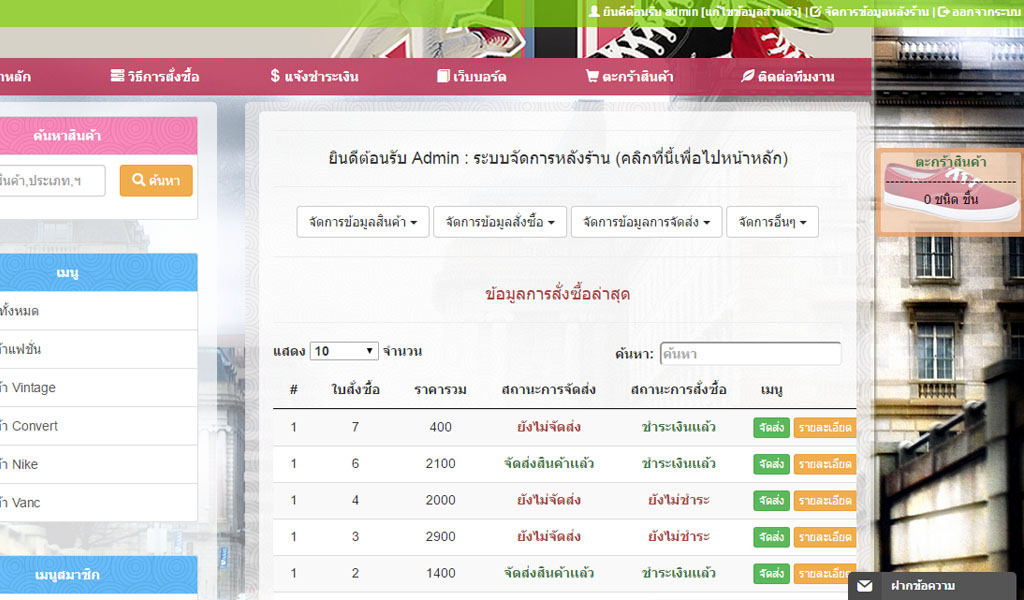 ยินดีต้อนรับ admin [แก้ไขข้อมูลส่วนตัว] | จัดการข้อมูลหลังร้าน | ออกจากระบบ
าหลัก วิธีการสั่งซื้อ $ แจ้งชำระเงิน เว็บบอร์ด ตะกร้าสินค้า ติดต่อทีมงาน
ค้นหาสินค้า
นค้า,ประเภท,ฯ ค้นหา
เมนู
ทั้งหมด
้าแฟชั่น
้า Vintage
้า Convert
้า Nike
้า Vanc
เมนูสมาชิก
ยินดีต้อนรับ Admin : ระบบจัดการหลังร้าน (คลิกที่นี้เพื่อไปหน้าหลัก)
จัดการข้อมูลสินค้า จัดการข้อมูลสั่งซื้อ จัดการข้อมูลการจัดส่ง จัดการอื่นๆ
ข้อมูลการสั่งซื้อล่าสุด
แสดง 10 จำนวน ค้นหา: ค้นหา
# ใบสั่งซื้อ ราคารวม สถานะการจัดส่ง สถานะการสั่งซื้อ เมนู
1 7 400 ยังไม่จัดส่ง ชำระเงินแล้ว จัดส่ง รายละเอียด
1 6 2100 จัดส่งสินค้าแล้ว ชำระเงินแล้ว จัดส่ง รายละเอียด
1 4 2000 ยังไม่จัดส่ง ยังไม่ชำระ จัดส่ง รายละเอียด
1 3 2900 ยังไม่จัดส่ง ยังไม่ชำระ จัดส่ง รายละเอียด
1 2 1400 จัดส่งสินค้าแล้ว ชำระเงินแล้ว จัดส่ง รายละเอียด
ตะกร้าสินค้า
0 ชนิด ชิ้น
ฝากข้อความ